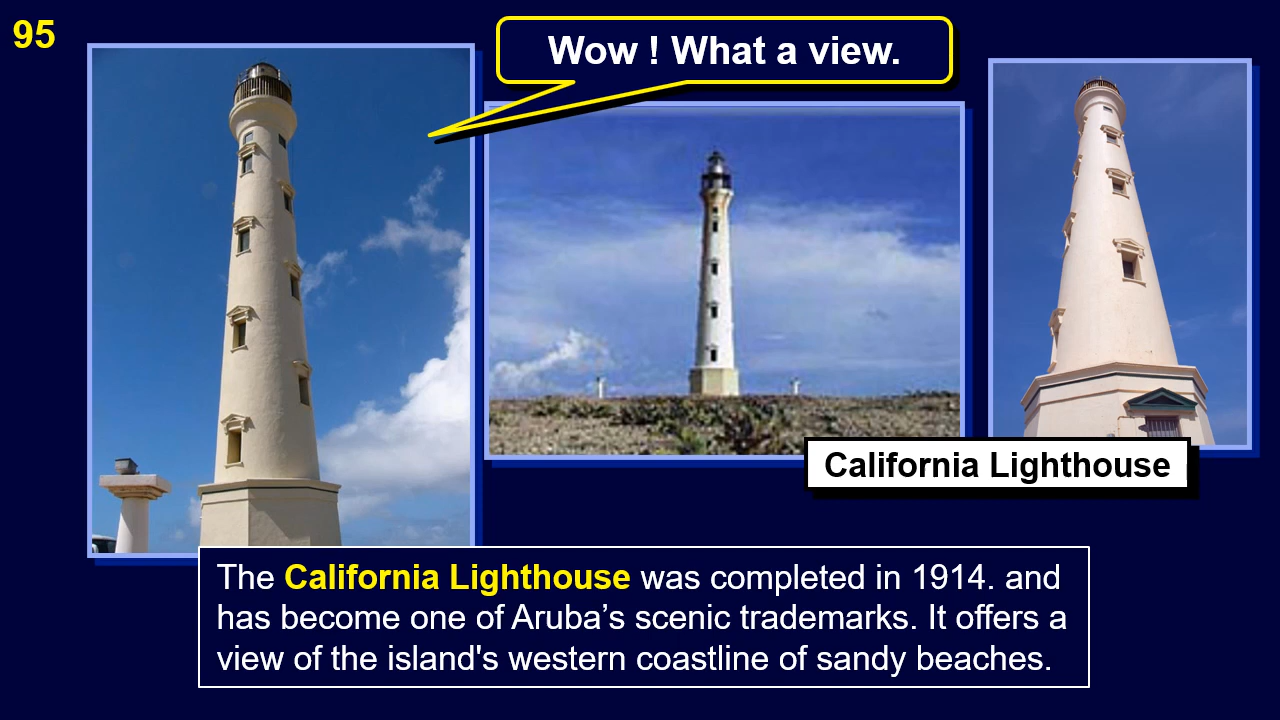 95
Wow ! What a view.
California Lighthouse
The California Lighthouse was completed in 1914. and
has become one of Aruba’s scenic trademarks. It offers a
view of the island's western coastline of sandy beaches.